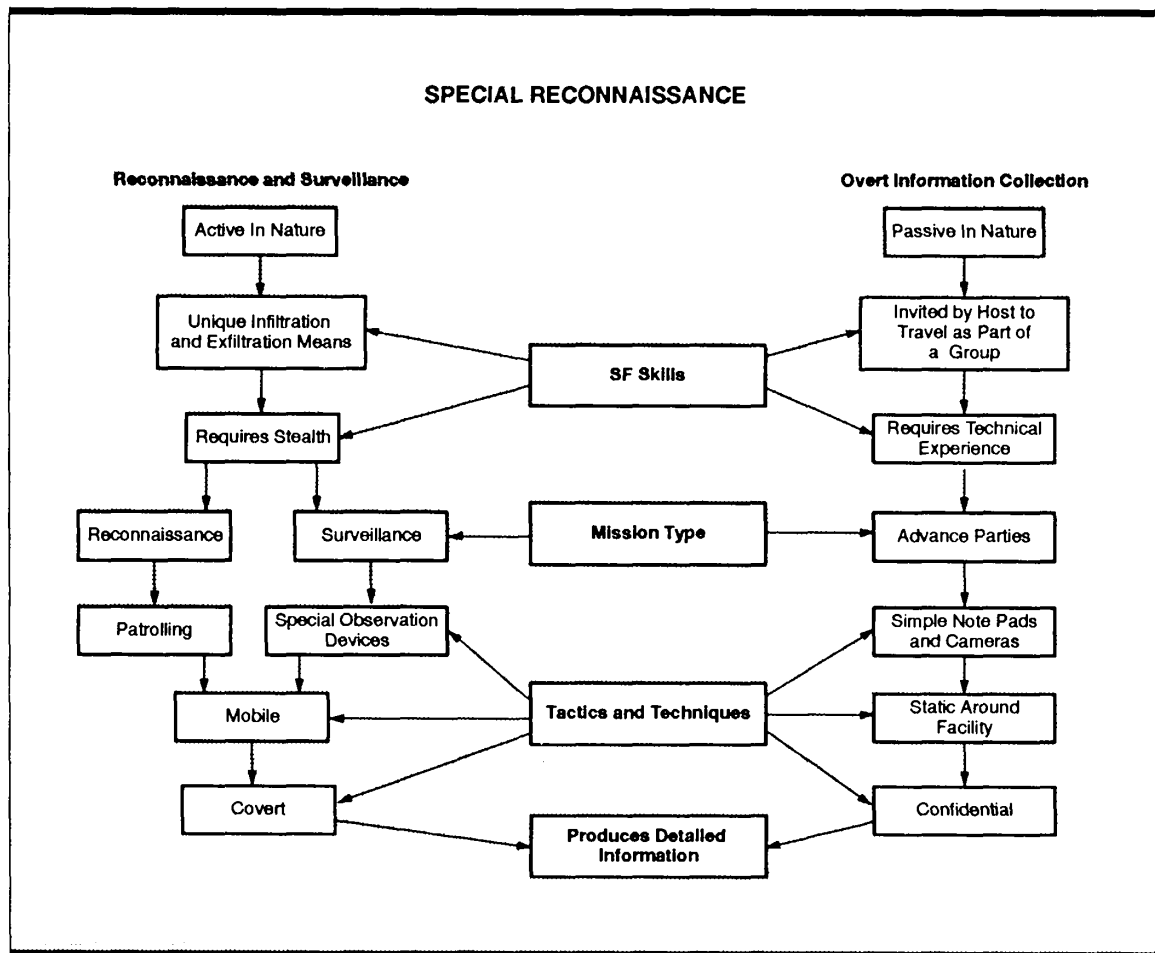 SPECIAL RECONNAISSANCE
Reconnaissance and Surveillance
Overt Information Collection
Active In Nature
Passive In Nature
Unique Infiltration
and Exfiltration Means
Invited by Host to
Travel as Part of
a Group
SF Skills
Requires Stealth
Requires Technical
Experience
Reconnaissance
Surveillance
Mission Type
Advance Parties
Patrolling
Special Observation
Devices
Simple Note Pads
and Cameras
Mobile
Tactics and Techniques
Static Around
Facility
Covert
Confidential
Produces Detailed
Information